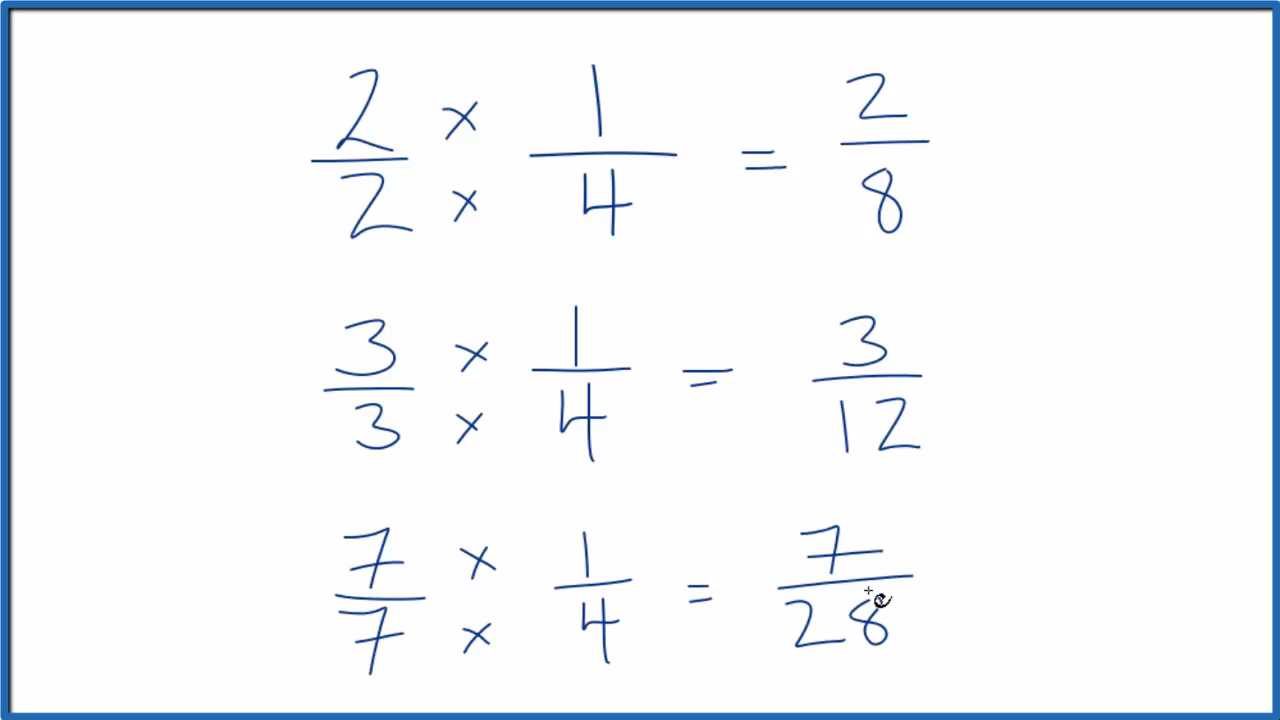 2/2 × × 1/4 = 2/8
3/3 × × 1/4 = 3/12
7/7 × × 1/4 = 7/28